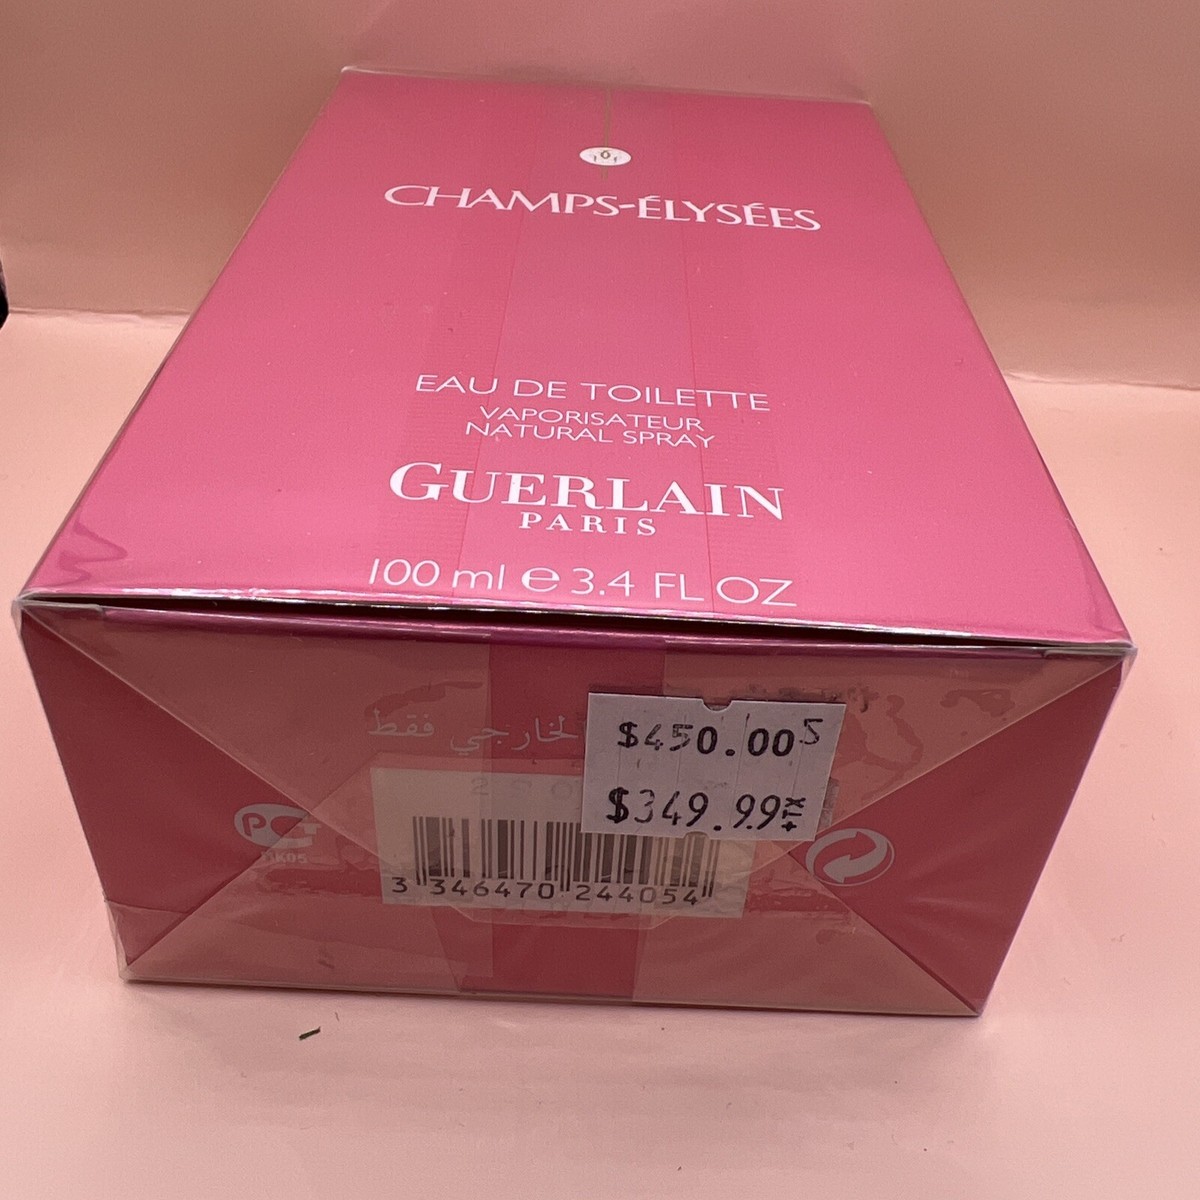 CHAMPS-ÉLYSÉES
EAU DE TOILETTE
VAPORISATEUR
NATURAL SPRAY
GUERLAIN
PARIS
100 ml e 3.4 FL OZ
فقط
$450.00 S
$349.99 +TX
3 346470 244054